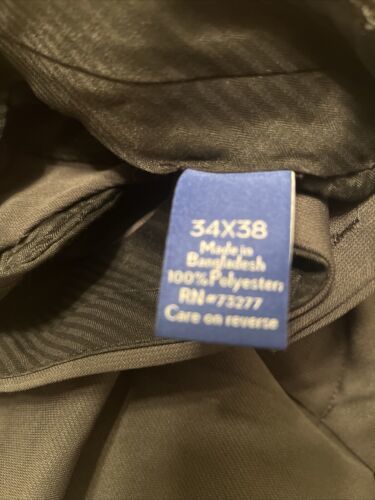 34X38
Made in
Bangladesh
100% Polyester
RN#73277
Care on reverse